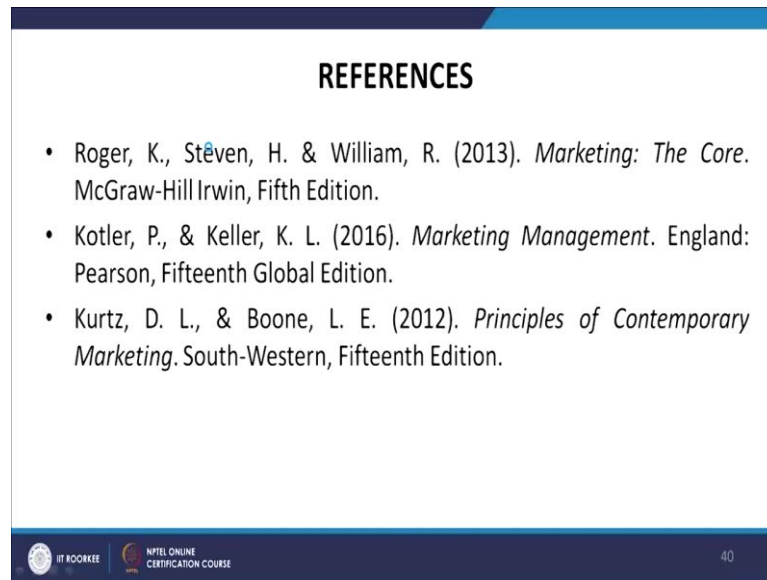 REFERENCES
• Roger, K., Steven, H. & William, R. (2013). Marketing: The Core.
McGraw-Hill Irwin, Fifth Edition.
• Kotler, P., & Keller, K. L. (2016). Marketing Management. England:
Pearson, Fifteenth Global Edition.
• Kurtz, D. L., & Boone, L. E. (2012). Principles of Contemporary
Marketing. South-Western, Fifteenth Edition.
IIT ROORKEE
NPTEL ONLINE
CERTIFICATION COURSE
40